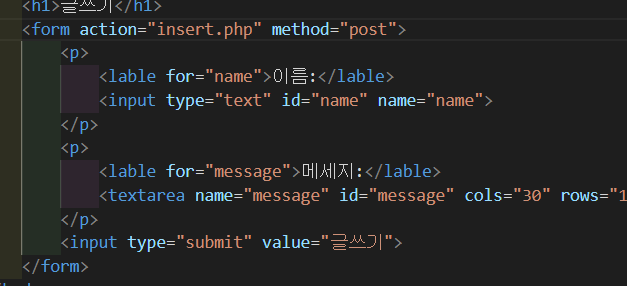 <h1>글쓰기</h1>
<form action="insert.php" method="post">
<p>
<lable for="name">이름:</lable>
<input type="text" id="name" name="name">
</p>
<p>
<lable for="message">메세지:</lable>
<textarea name="message" id="message" cols="30" rows="1
</p>
<input type="submit" value="글쓰기">
</form>